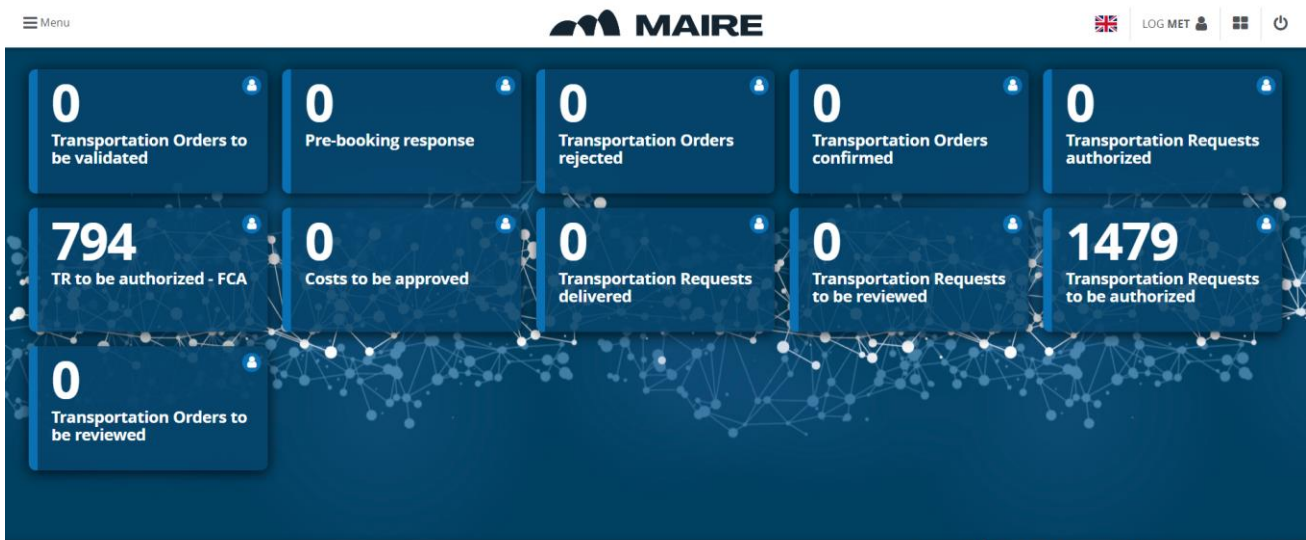 Menu
MAIRE
LOG MET
0
Transportation Orders to
be validated
0
Pre-booking response
0
Transportation Orders
rejected
0
Transportation Orders
confirmed
0
Transportation Requests
authorized
794
TR to be authorized - FCA
0
Costs to be approved
0
Transportation Requests
delivered
0
Transportation Requests
to be reviewed
1479
Transportation Requests
to be authorized
0
Transportation Orders to
be reviewed